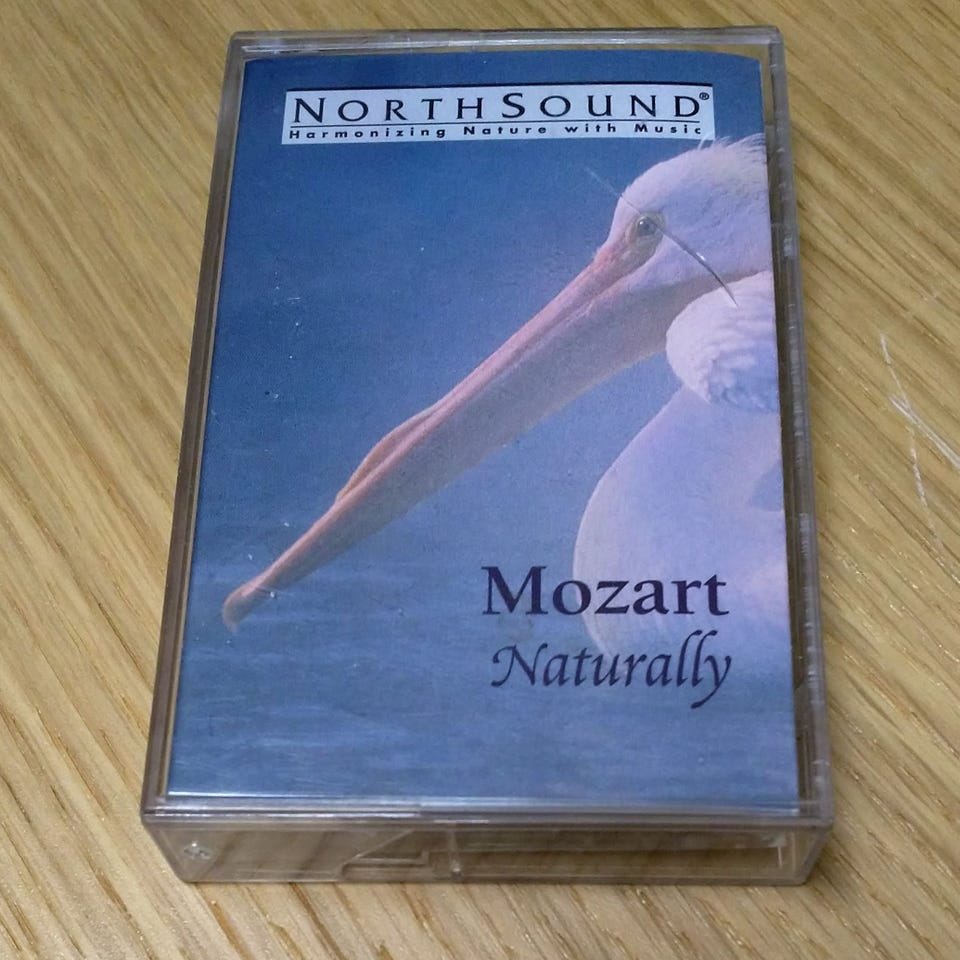 NORTHSOUND®
Harmonizing Nature with Music
Mozart
Naturally